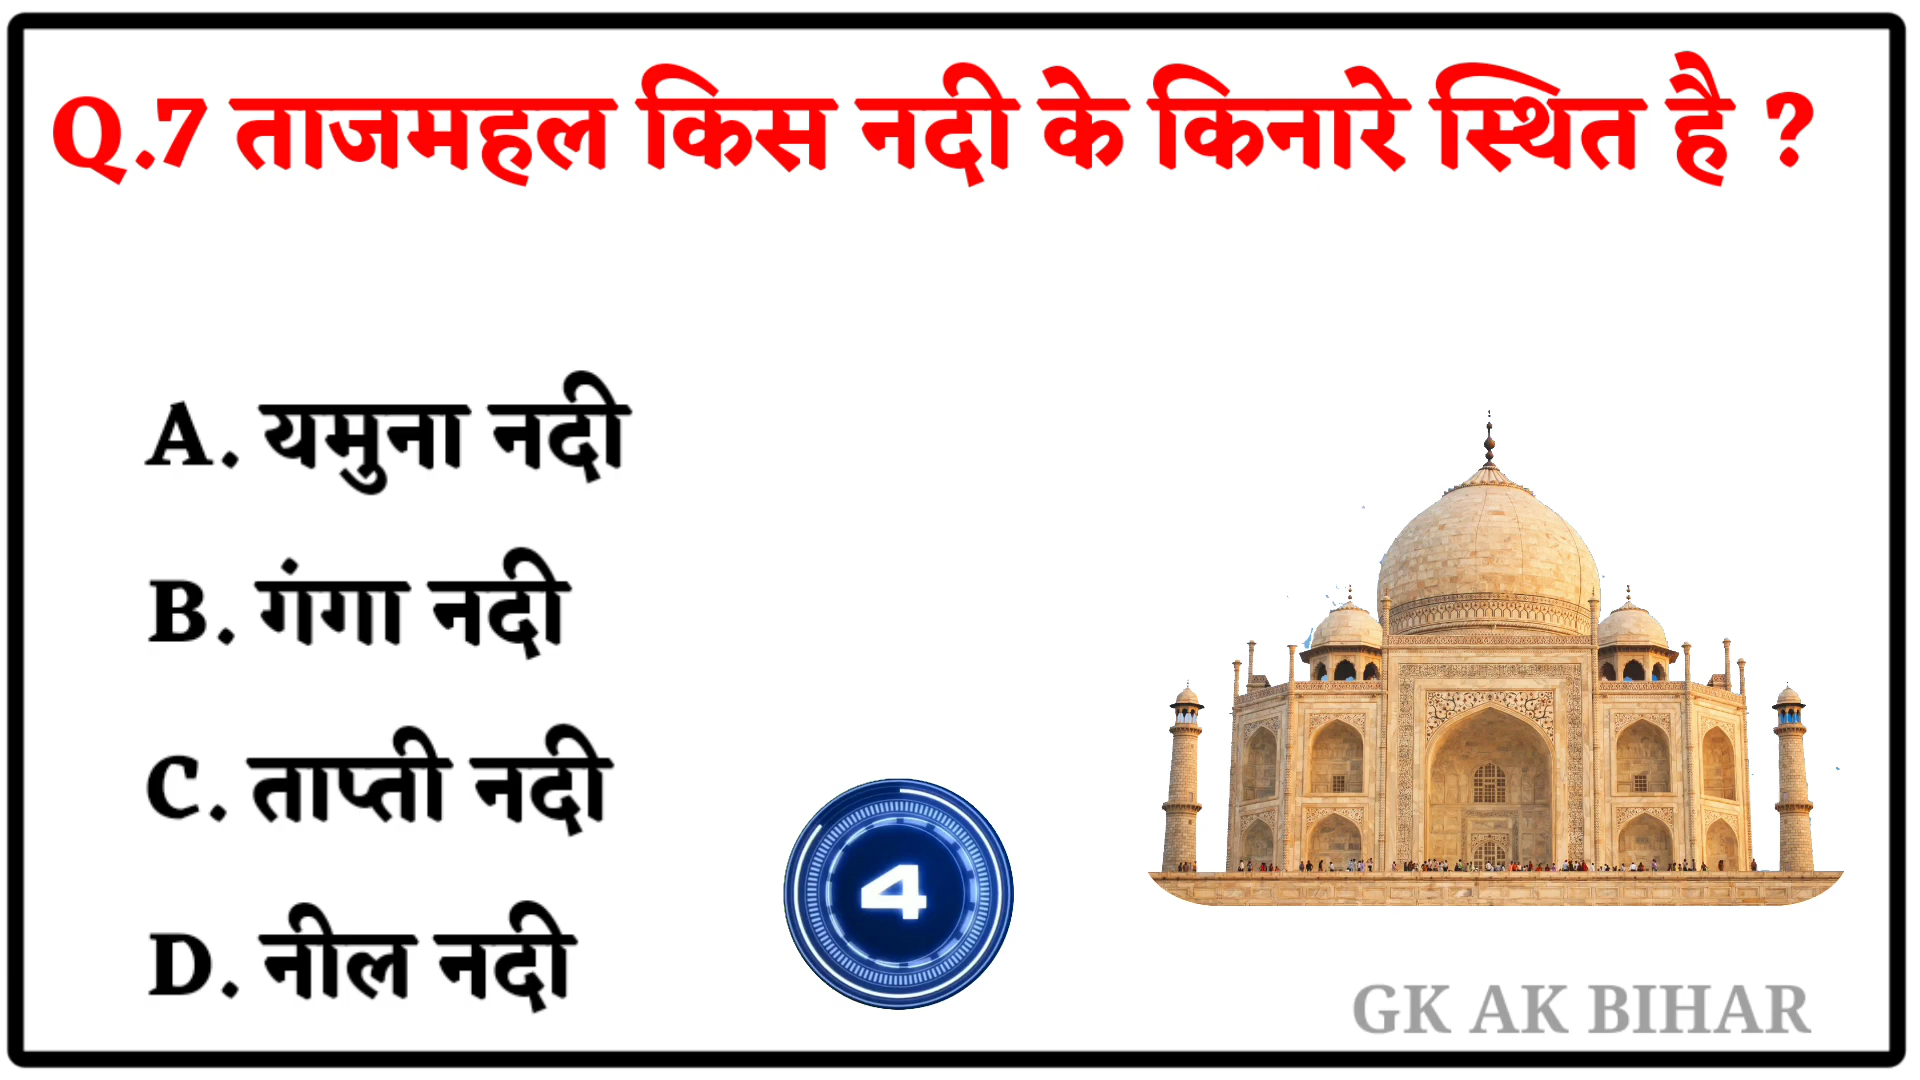 Q.7 ताजमहल किस नदी के किनारे स्थित है ?
A. यमुना नदी
B. गंगा नदी
C. ताप्ती नदी
D. नील नदी
4
GK AK BIHAR